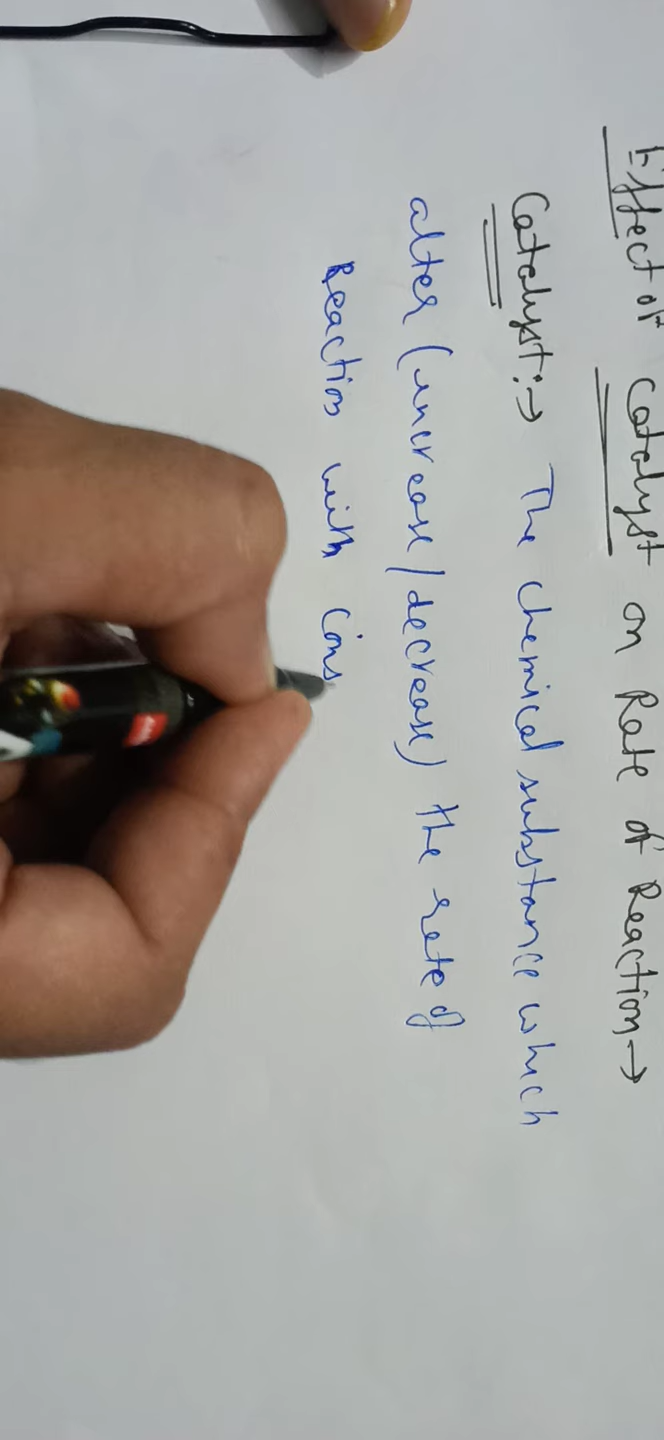 Effect of Catalyst on Rate of Reaction→
Catalyst:→ The chemical substance which
alter (increase/decrease) the rate of
Reaction with cons